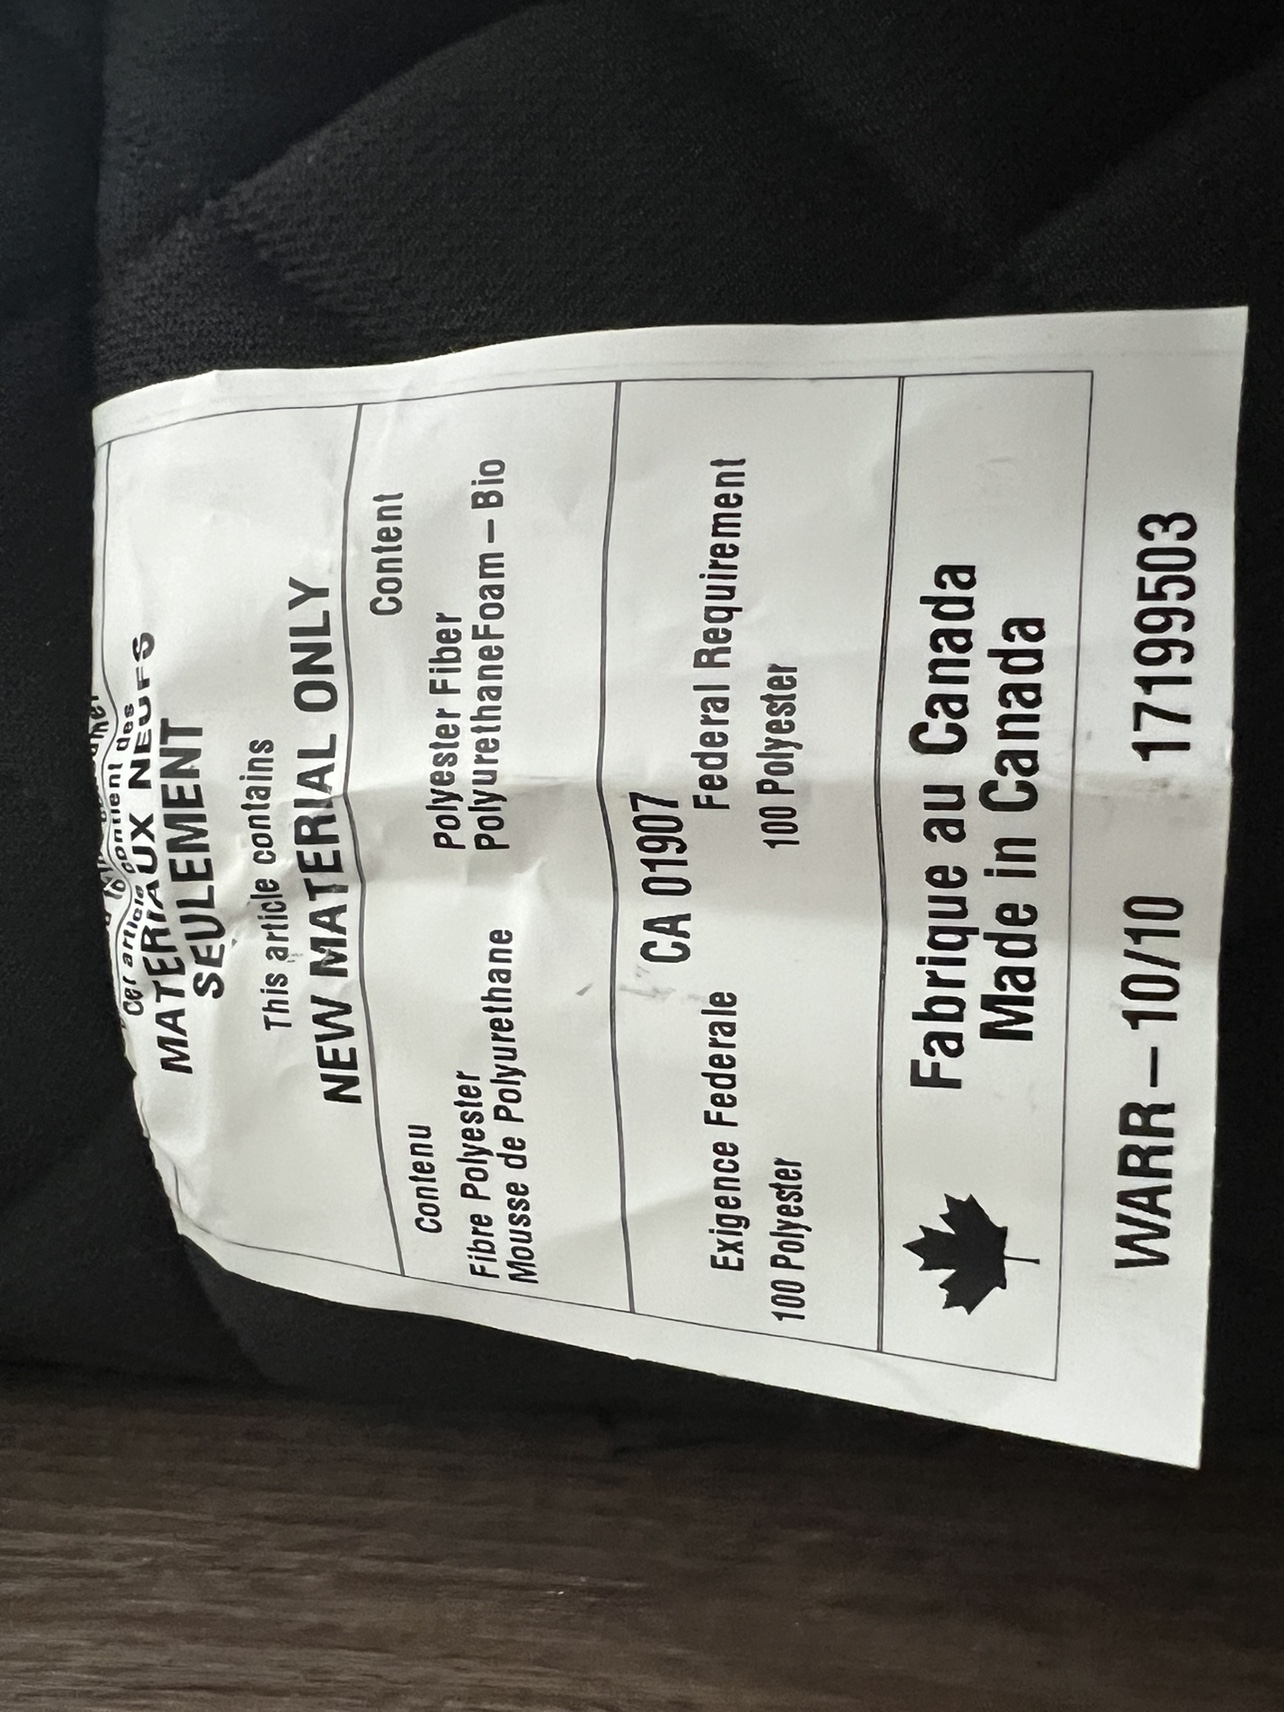 Cet article contient des
MATERIAUX NEUFS
SEULEMENT
This article contains
NEW MATERIAL ONLY
Contenu Content
Fibre Polyester Polyester Fiber
Mousse de Polyurethane PolyurethaneFoam – Bio
CA 01907
Exigence Federale Federal Requirement
100 Polyester 100 Polyester
Fabrique au Canada
Made in Canada
WARR – 10/10 17199503